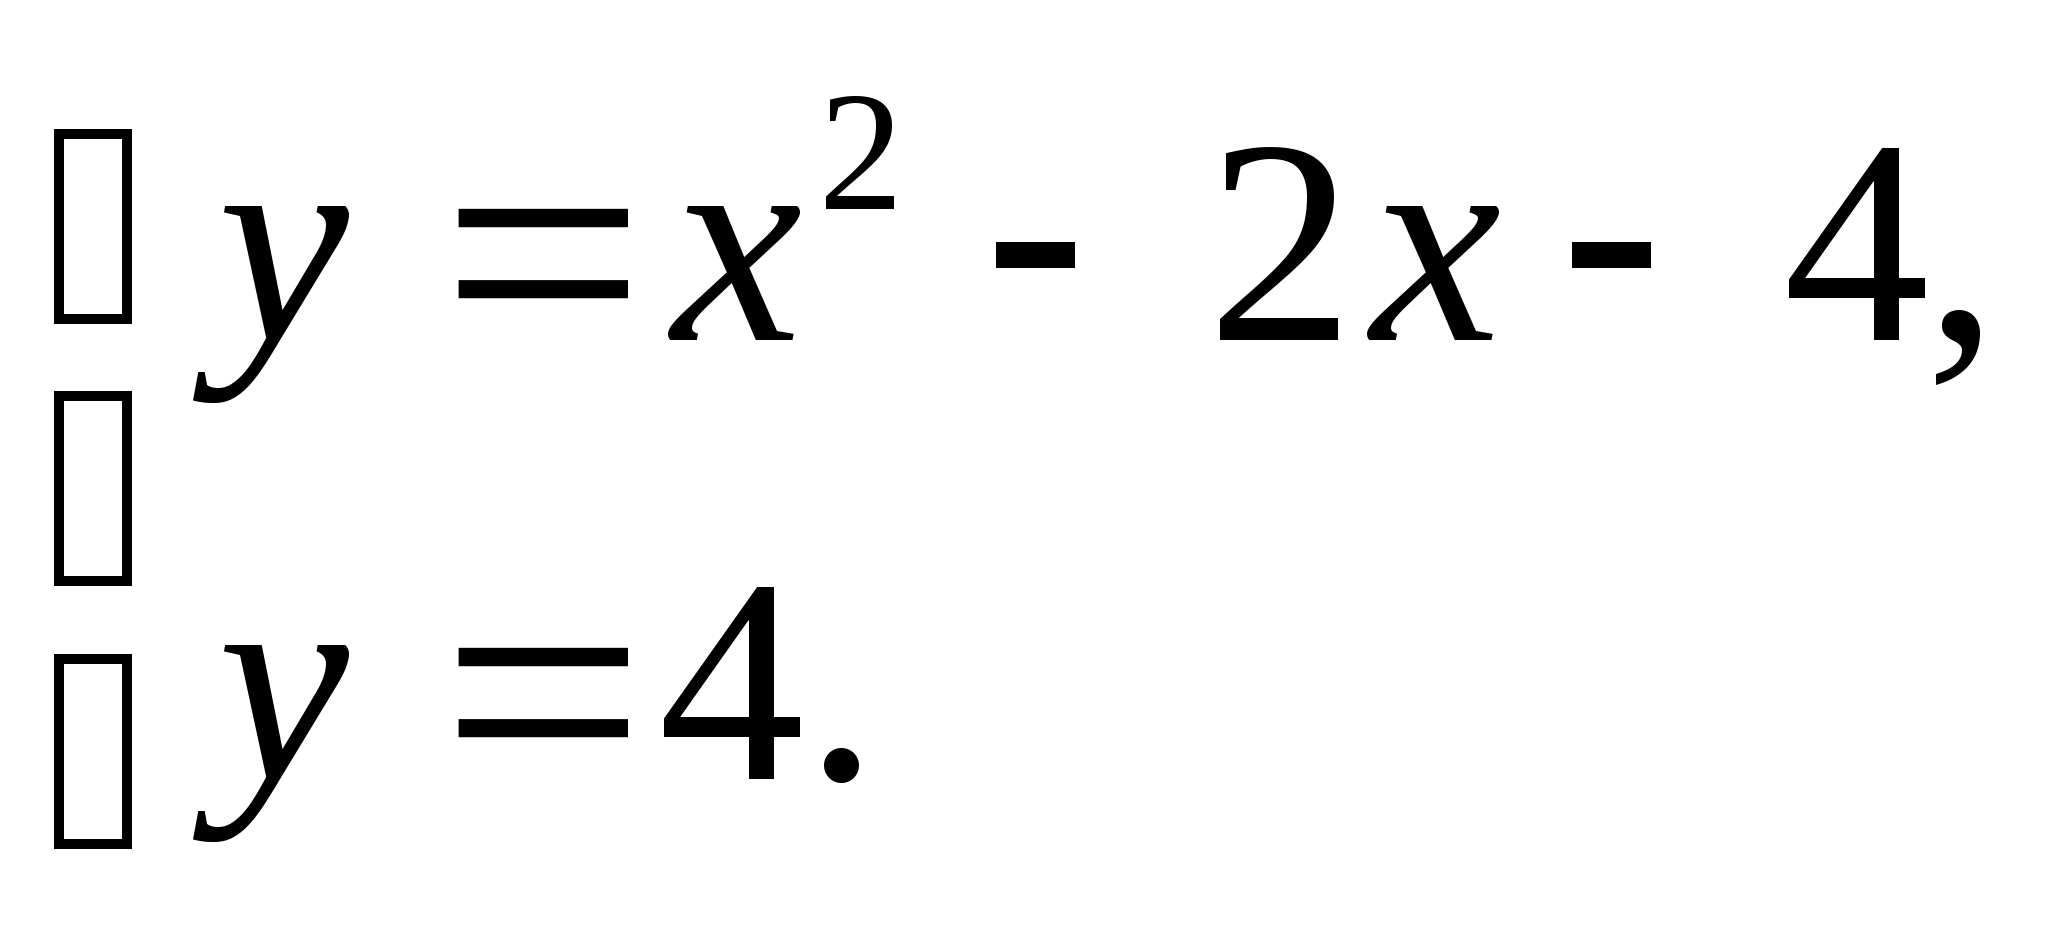 y = x² - 2x - 4,
y = 4.